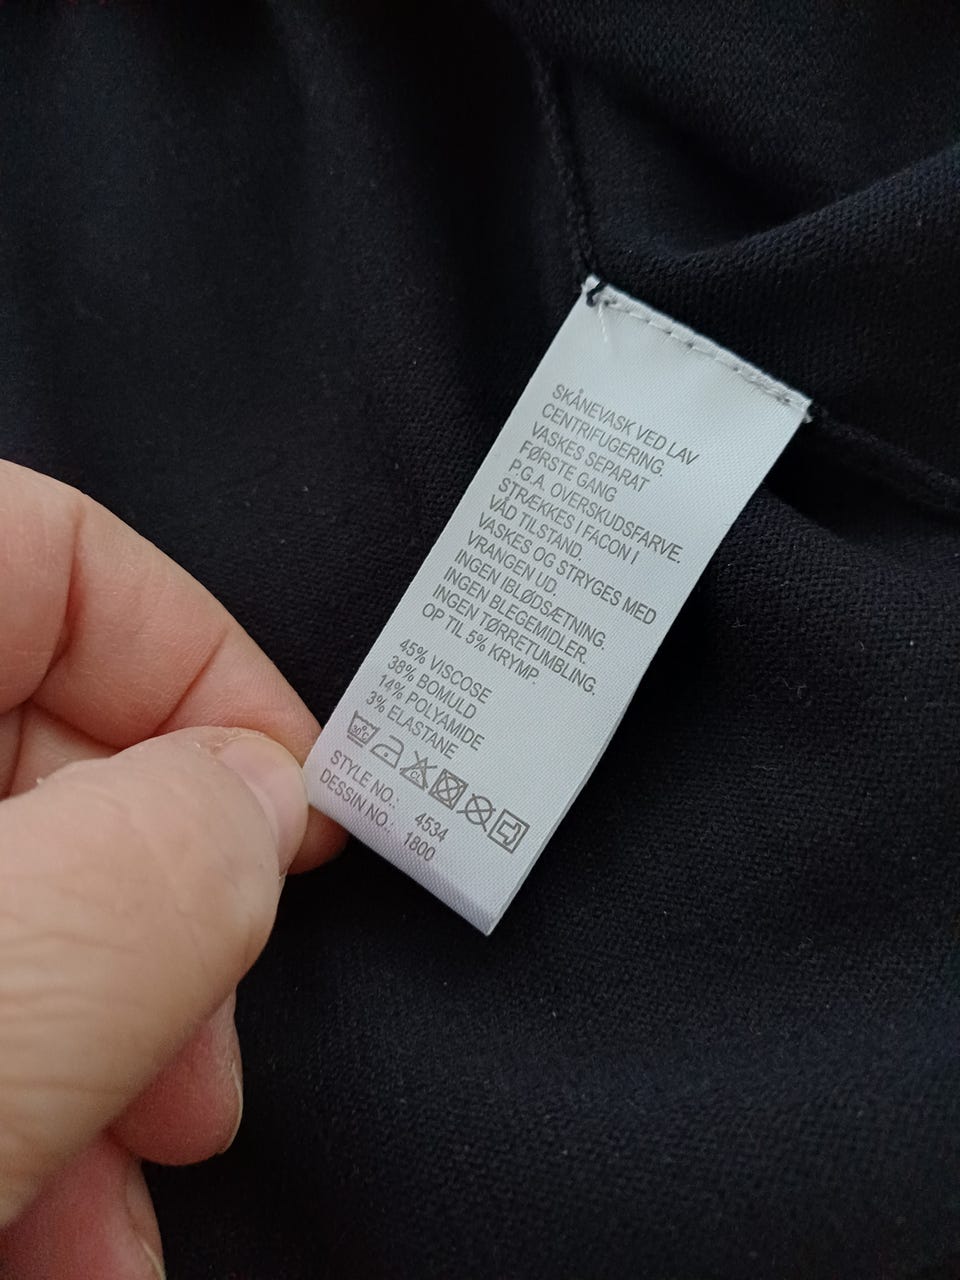 SKÅNEVASK VED LAV
CENTRIFUGERING.
VASKES SEPARAT
FØRSTE GANG
P.G.A. OVERSKUDSFARVE.
STRÆKKES I FACON I
VÅD TILSTAND.
VASKES OG STRYGES MED
VRANGEN UD.
INGEN IBLØDSÆTNING.
INGEN BLEGEMIDLER.
INGEN TØRRETUMBLING.
OP TIL 5% KRYMP.
45% VISCOSE
38% BOMULD
14% POLYAMIDE
3% ELASTANE
30°C CL
STYLE NO.: 4534
DESSIN NO.: 1800